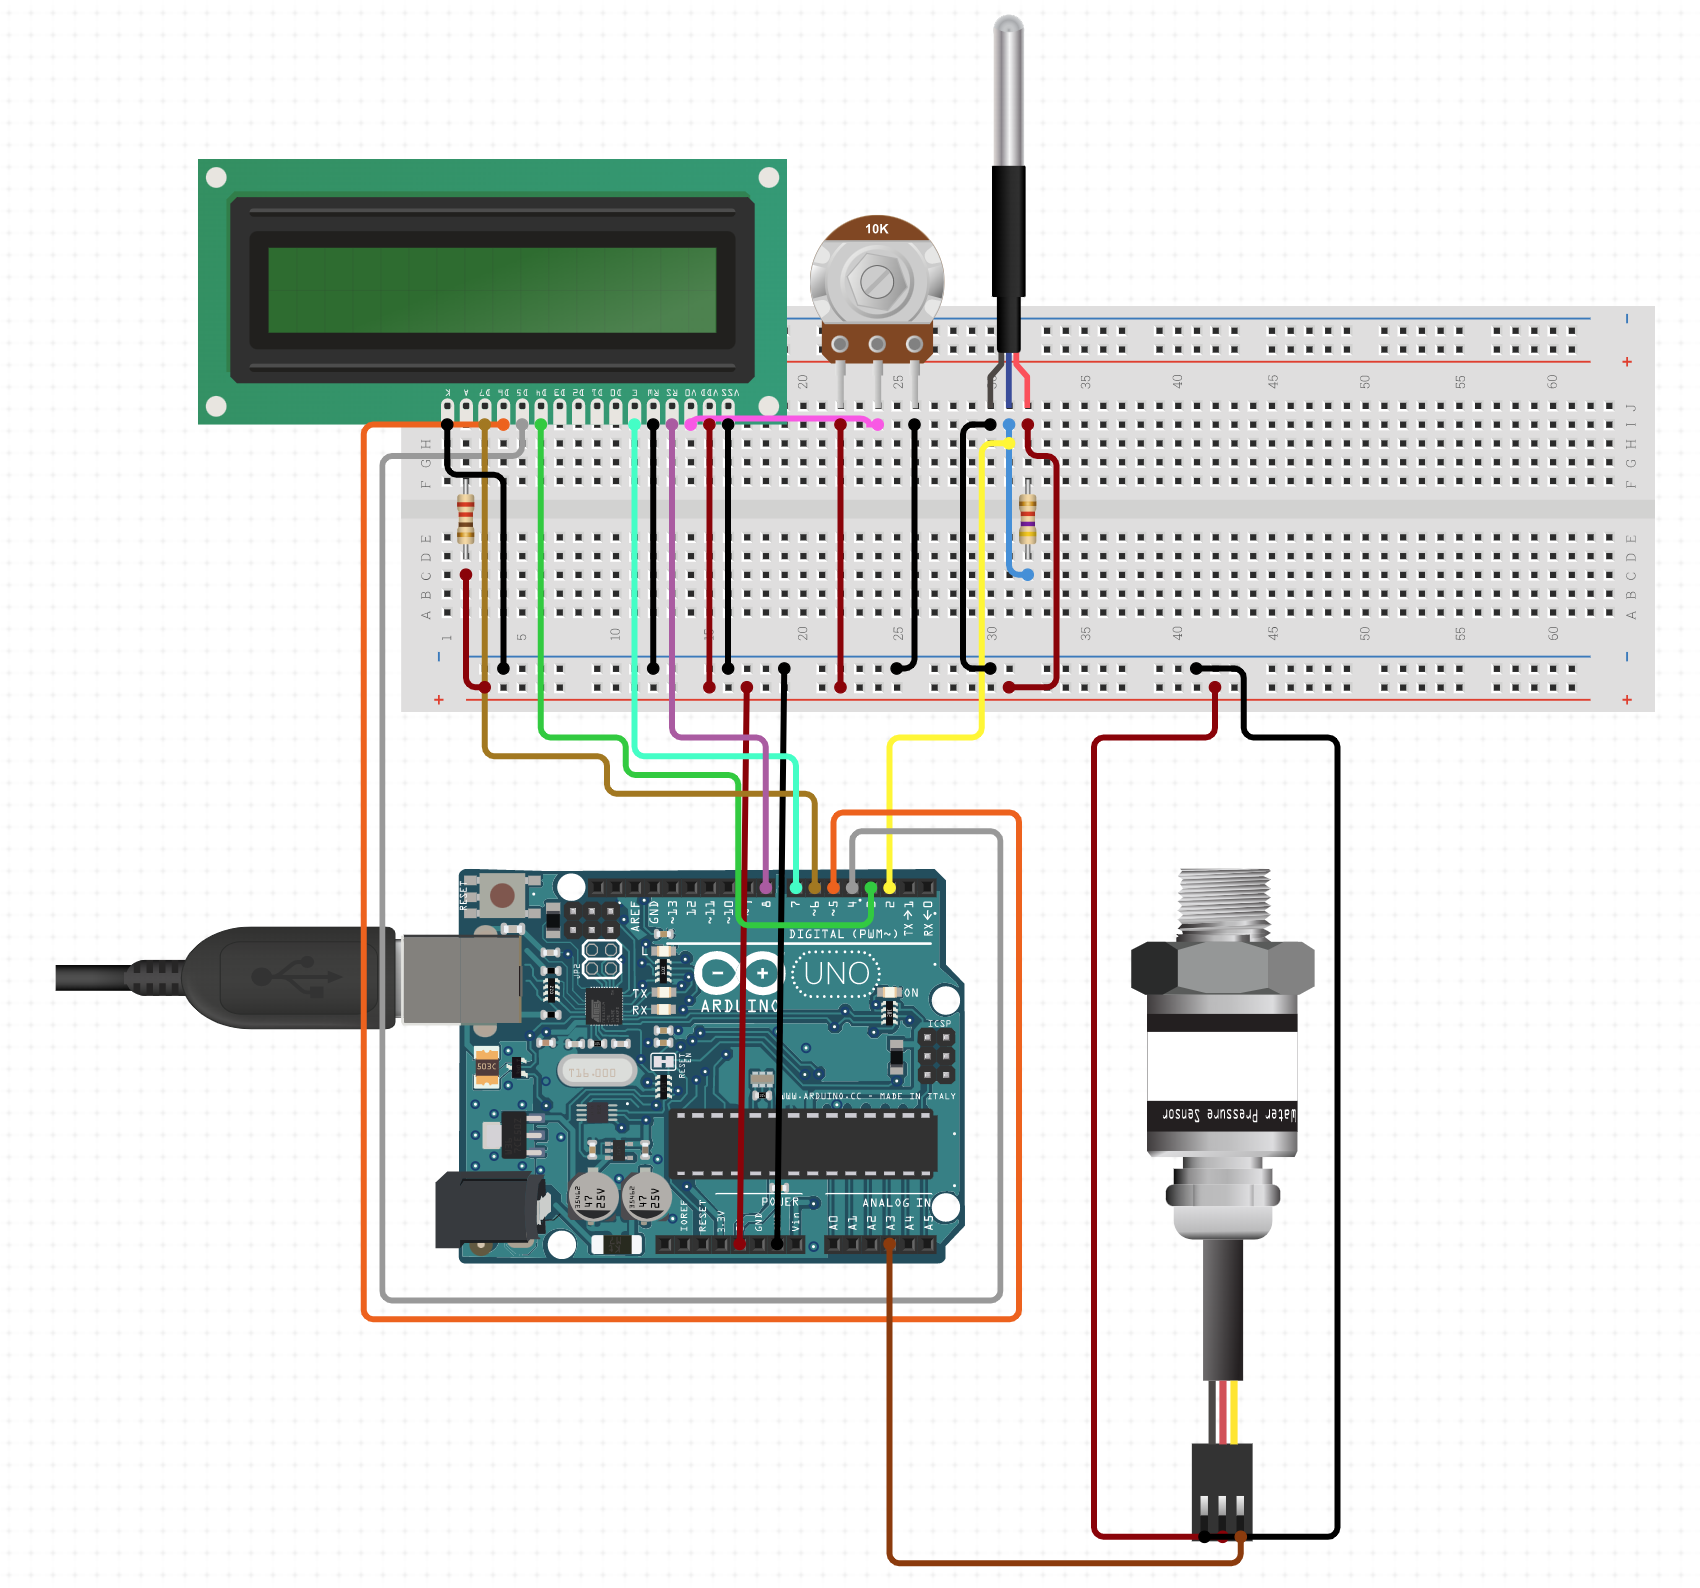 10K
K A D7 D6 D5 D4 D3 D2 D1 D0 E RW RS V0 VDD VSS
20 25 30 35 40 45 50 55 60
J
I
H H
G G
F F
E E
D D
C C
B B
A A
1 5 10 15 20 25 30 35 40 45 50 55 60
RESET
AREF GND ~13 12 ~11 ~10 8 7 ~6 ~5 4 2 TX→1 RX←0
DIGITAL (PWM~)
JP2
L
TX
RX
UNO
ARDUINO
ON
ICSP
RESET EN
503C
T16.000
WWW.ARDUINO.CC - MADE IN ITALY
47 25V
47 25V
POWER ANALOG IN
IOREF RESET 3.3V GND Vin A0 A1 A2 A3 A4 A5
Water Pressure Sensor